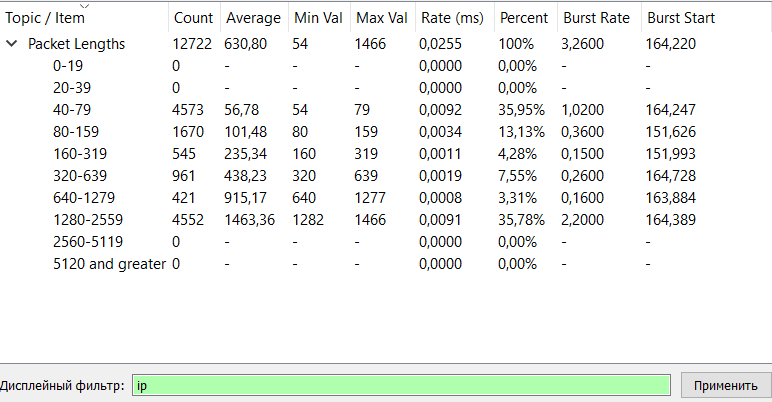 Topic / Item Count Average Min Val Max Val Rate (ms) Percent Burst Rate Burst Start
Packet Lengths 12722 630,80 54 1466 0,0255 100% 3,2600 164,220
0-19 0 - - - 0,0000 0,00% - -
20-39 0 - - - 0,0000 0,00% - -
40-79 4573 56,78 54 79 0,0092 35,95% 1,0200 164,247
80-159 1670 101,48 80 159 0,0034 13,13% 0,3600 151,626
160-319 545 235,34 160 319 0,0011 4,28% 0,1500 151,993
320-639 961 438,23 320 639 0,0019 7,55% 0,2600 164,728
640-1279 421 915,17 640 1277 0,0008 3,31% 0,1600 163,884
1280-2559 4552 1463,36 1282 1466 0,0091 35,78% 2,2000 164,389
2560-5119 0 - - - 0,0000 0,00% - -
5120 and greater 0 - - - 0,0000 0,00% - -
Дисплейный фильтр: ip Применить